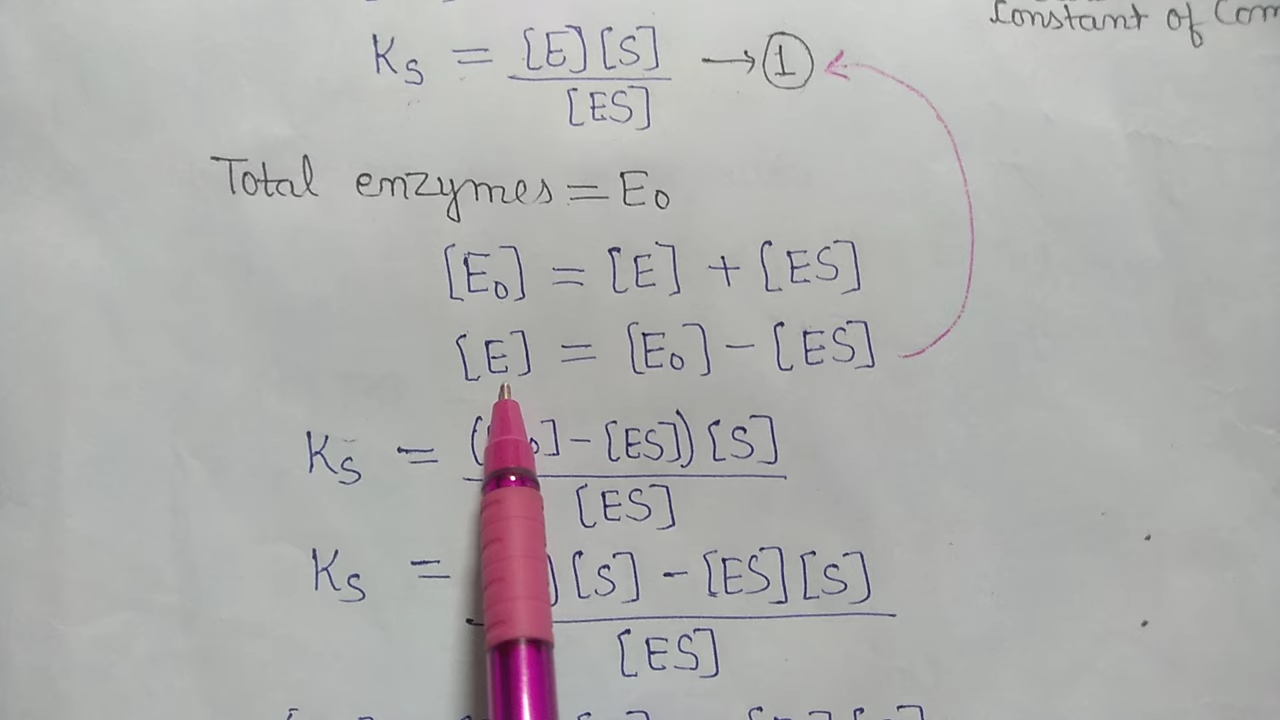 Constant of Com
Ks = [E][S] / [ES] → 1
Total enzymes = E₀
[E₀] = [E] + [ES]
[E] = [E₀] - [ES]
Ks = ( ₀] - [ES]) [S] / [ES]
Ks = ][S] - [ES][S] / [ES]